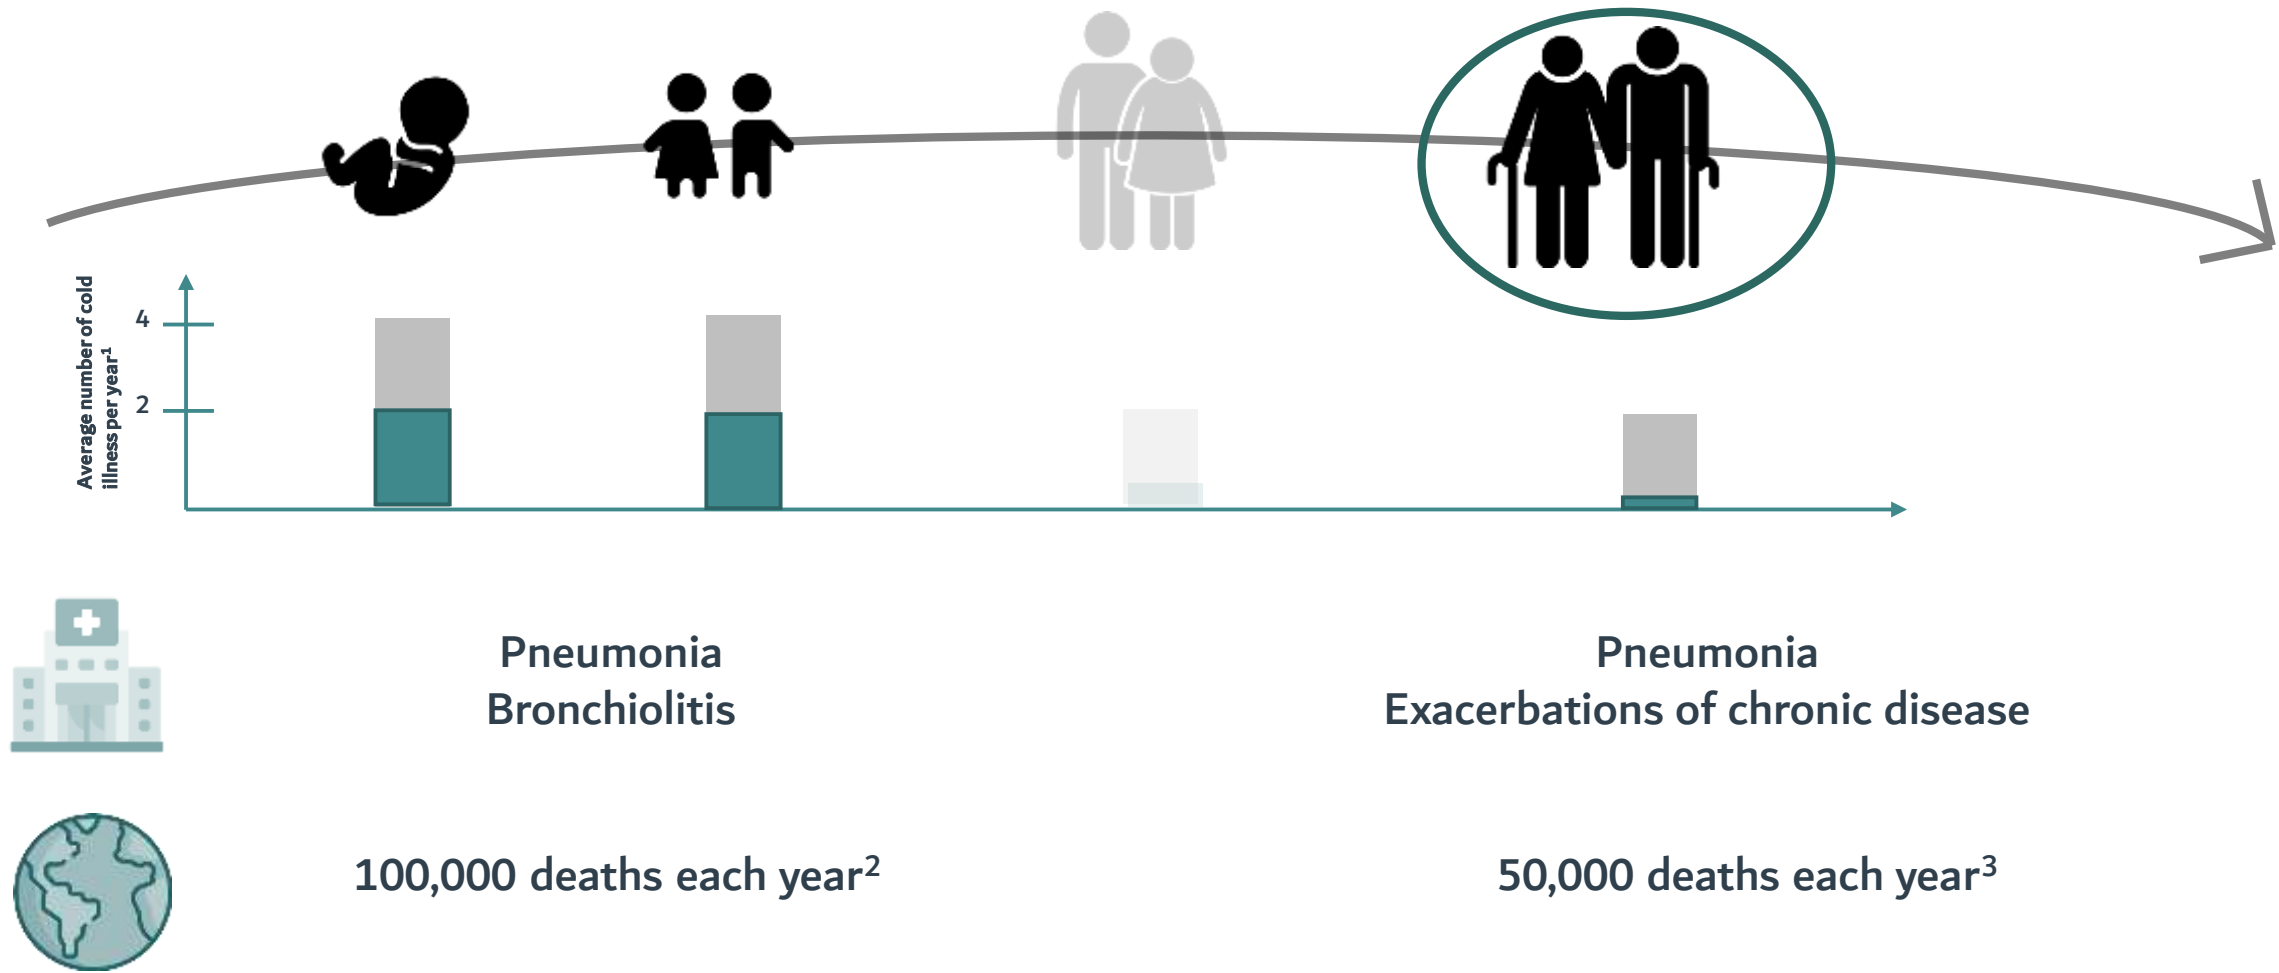 Average number of cold
illness per year¹
4
2
Pneumonia
Bronchiolitis
Pneumonia
Exacerbations of chronic disease
100,000 deaths each year²
50,000 deaths each year³